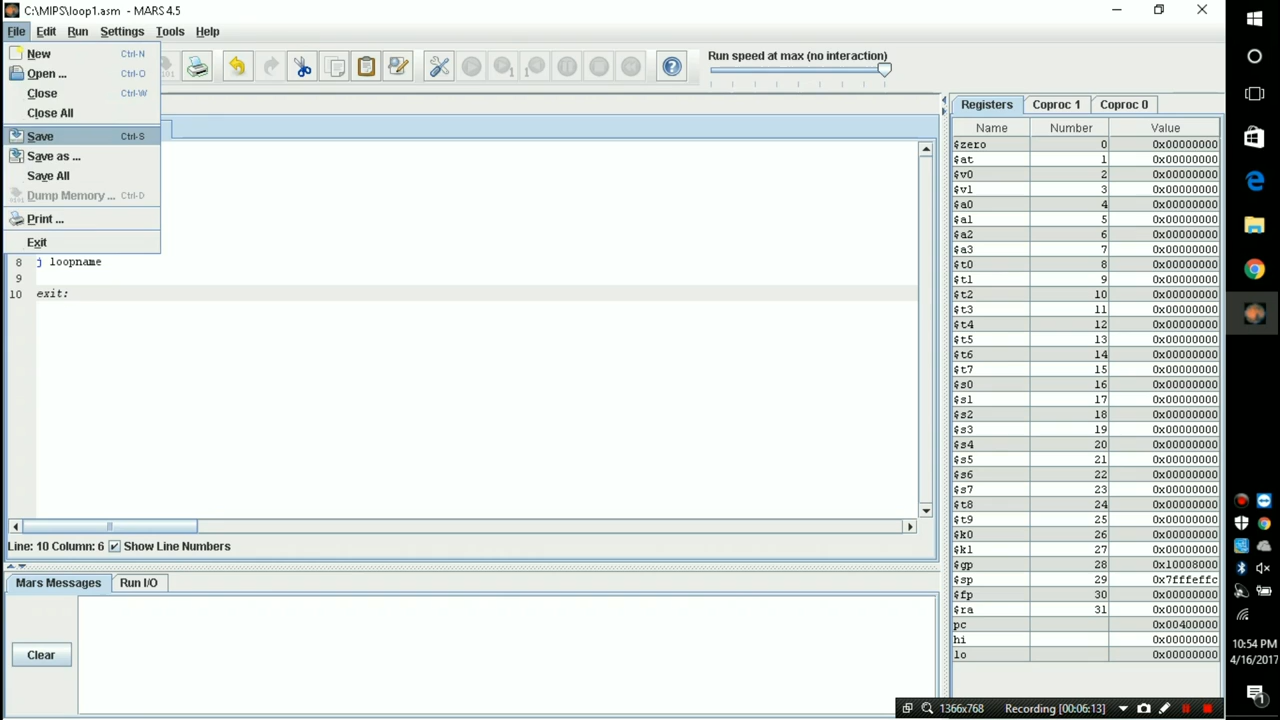 C:\MIPS\loop1.asm - MARS 4.5
File Edit Run Settings Tools Help
New Ctrl-N
Open ... Ctrl-O
Close Ctrl-W
Close All
Save Ctrl-S
Save as ...
Save All
Dump Memory ... Ctrl-D
Print ...
Exit
Run speed at max (no interaction)
8 j loopname
9
10 exit:
Line: 10 Column: 6 Show Line Numbers
Mars Messages Run I/O
Clear
Registers Coproc 1 Coproc 0
Name Number Value
$zero 0 0x00000000
$at 1 0x00000000
$v0 2 0x00000000
$v1 3 0x00000000
$a0 4 0x00000000
$a1 5 0x00000000
$a2 6 0x00000000
$a3 7 0x00000000
$t0 8 0x00000000
$t1 9 0x00000000
$t2 10 0x00000000
$t3 11 0x00000000
$t4 12 0x00000000
$t5 13 0x00000000
$t6 14 0x00000000
$t7 15 0x00000000
$s0 16 0x00000000
$s1 17 0x00000000
$s2 18 0x00000000
$s3 19 0x00000000
$s4 20 0x00000000
$s5 21 0x00000000
$s6 22 0x00000000
$s7 23 0x00000000
$t8 24 0x00000000
$t9 25 0x00000000
$k0 26 0x00000000
$k1 27 0x00000000
$gp 28 0x10008000
$sp 29 0x7fffeffc
$fp 30 0x00000000
$ra 31 0x00000000
pc 0x00400000
hi 0x00000000
lo 0x00000000
1366x768 Recording [00:06:13]
10:54 PM
4/16/2017
1